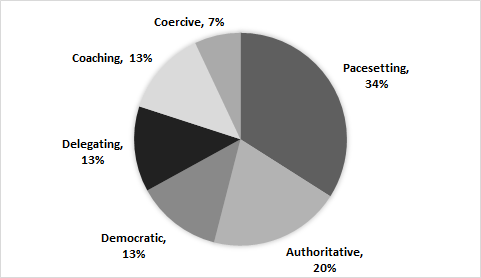 Coercive, 7%
Coaching, 13%
Pacesetting,
34%
Delegating,
13%
Democratic,
13%
Authoritative,
20%